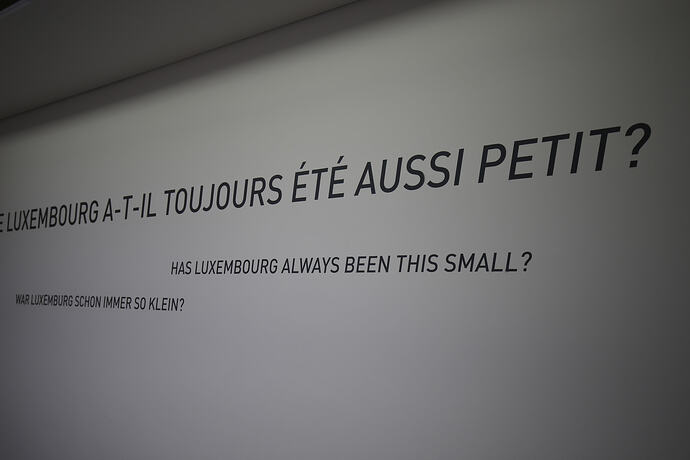 LUXEMBOURG A-T-IL TOUJOURS ÉTÉ AUSSI PETIT?
HAS LUXEMBOURG ALWAYS BEEN THIS SMALL?
WAR LUXEMBURG SCHON IMMER SO KLEIN?